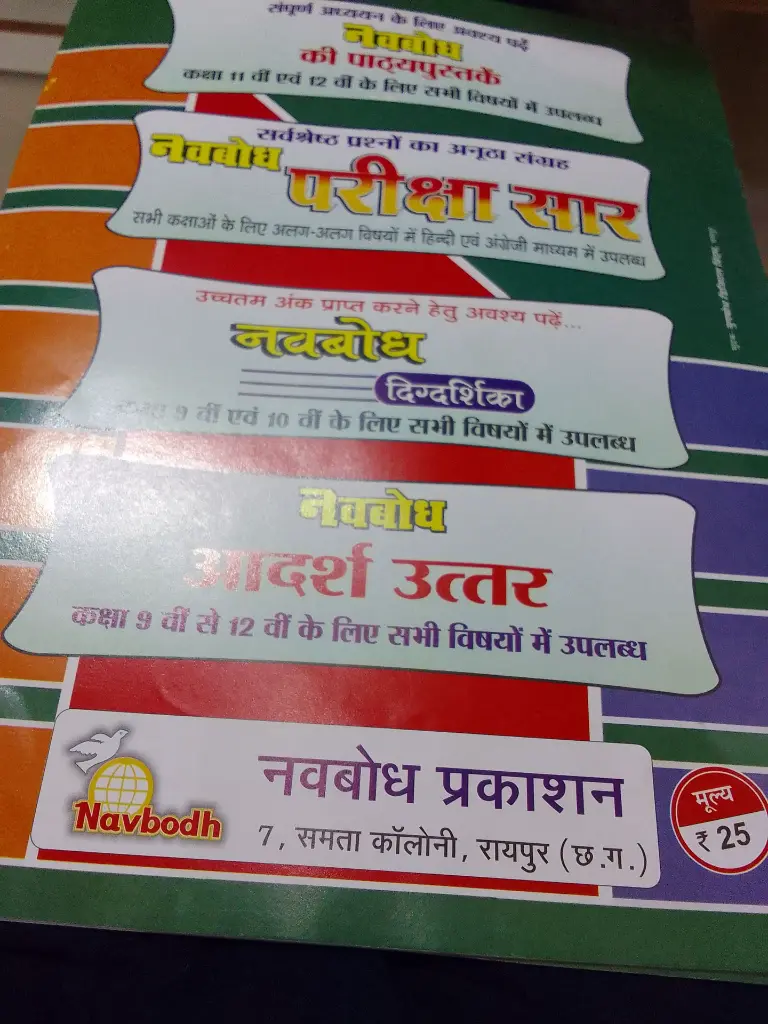 संपूर्ण अध्ययन के लिए अवश्य पढ़ें
नवबोध
की पाठ्यपुस्तकें
कक्षा 11 वीं एवं 12 वीं के लिए सभी विषयों में उपलब्ध
सर्वश्रेष्ठ प्रश्नों का अनूठा संग्रह
नवबोध परीक्षा सार
सभी कक्षाओं के लिए अलग-अलग विषयों में हिन्दी एवं अंग्रेजी माध्यम में उपलब्ध
उच्चतम अंक प्राप्त करने हेतु अवश्य पढ़ें...
नवबोध
दिग्दर्शिका
कक्षा 9 वीं एवं 10 वीं के लिए सभी विषयों में उपलब्ध
नवबोध
आदर्श उत्तर
कक्षा 9 वीं से 12 वीं के लिए सभी विषयों में उपलब्ध
Navbodh
नवबोध प्रकाशन
7, समता कॉलोनी, रायपुर (छ.ग.)
मूल्य
₹ 25